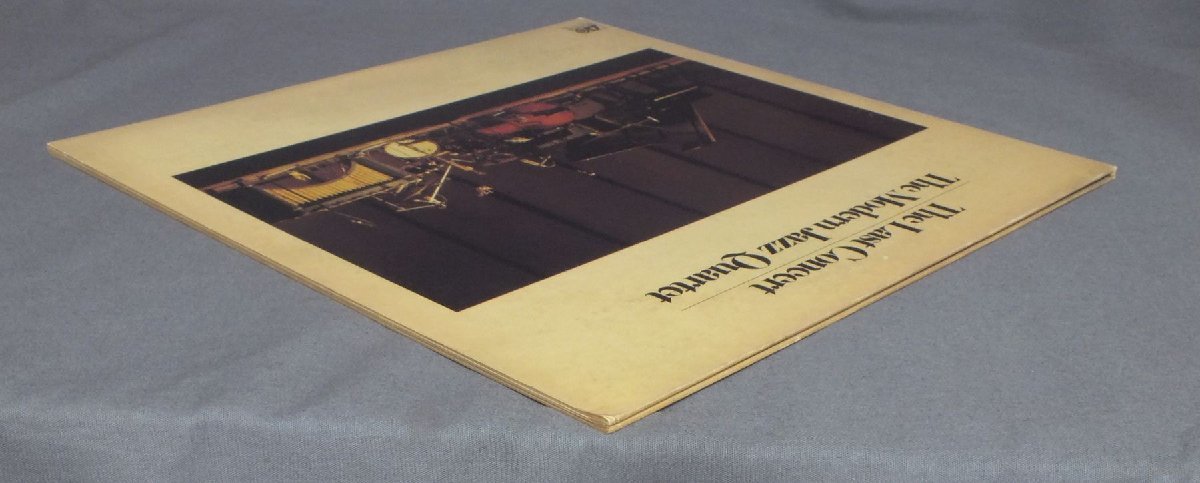 The Last Concert
The Modern Jazz Quartet